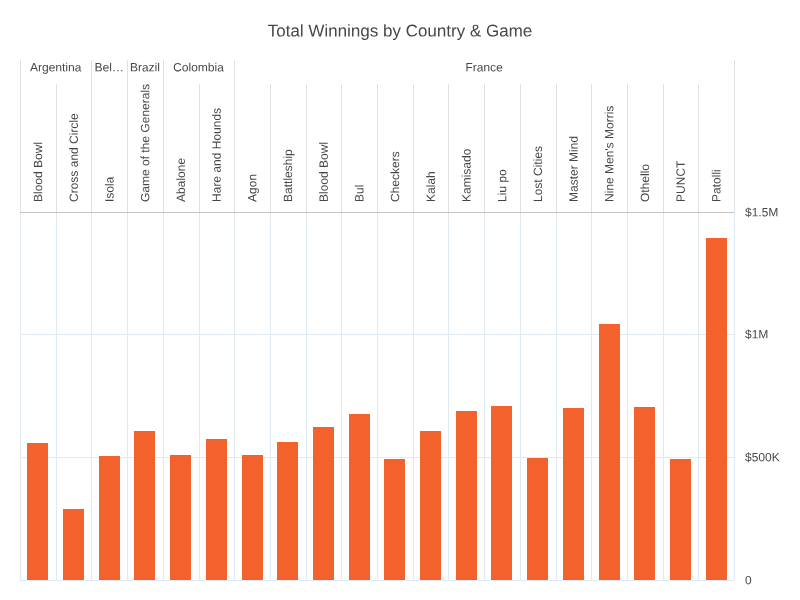 Total Winnings by Country & Game
Argentina
Bel…
Brazil
Colombia
France
Blood Bowl
Cross and Circle
Isola
Game of the Generals
Abalone
Hare and Hounds
Agon
Battleship
Blood Bowl
Bul
Checkers
Kalah
Kamisado
Liu po
Lost Cities
Master Mind
Nine Men's Morris
Othello
PÜNCT
Patolli
$1.5M
$1M
$500K
0